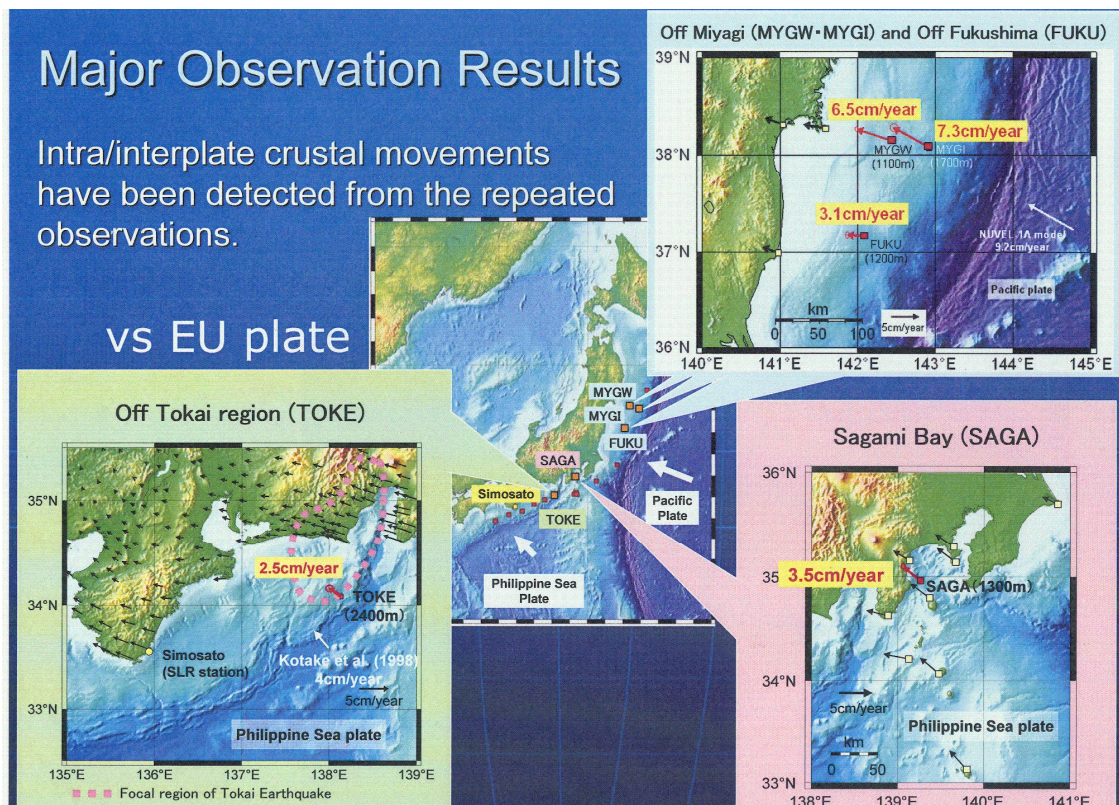 Major Observation Results
Intra/interplate crustal movements
have been detected from the repeated
observations.
vs EU plate
Off Miyagi (MYGW・MYGI) and Off Fukushima (FUKU)
39°N
38°N
37°N
36°N
140°E
141°E
142°E
143°E
144°E
145°E
6.5cm/year
7.3cm/year
MYGW
(1100m)
MYGI
(1700m)
3.1cm/year
FUKU
(1200m)
NUVEL-1A model
9.2cm/year
Pacific plate
km
0 50 100
5cm/year
MYGW
MYGI
FUKU
SAGA
Simosato
TOKE
Pacific
Plate
Philippine Sea
Plate
Off Tokai region (TOKE)
35°N
34°N
33°N
135°E
136°E
137°E
138°E
139°E
2.5cm/year
TOKE
(2400m)
Simosato
(SLR station)
Kotake et al. (1998)
4cm/year
5cm/year
Philippine Sea plate
Focal region of Tokai Earthquake
Sagami Bay (SAGA)
36°N
35°N
34°N
33°N
138°E
139°E
140°E
141°E
3.5cm/year
SAGA (1300m)
5cm/year
km
0 50
Philippine Sea plate